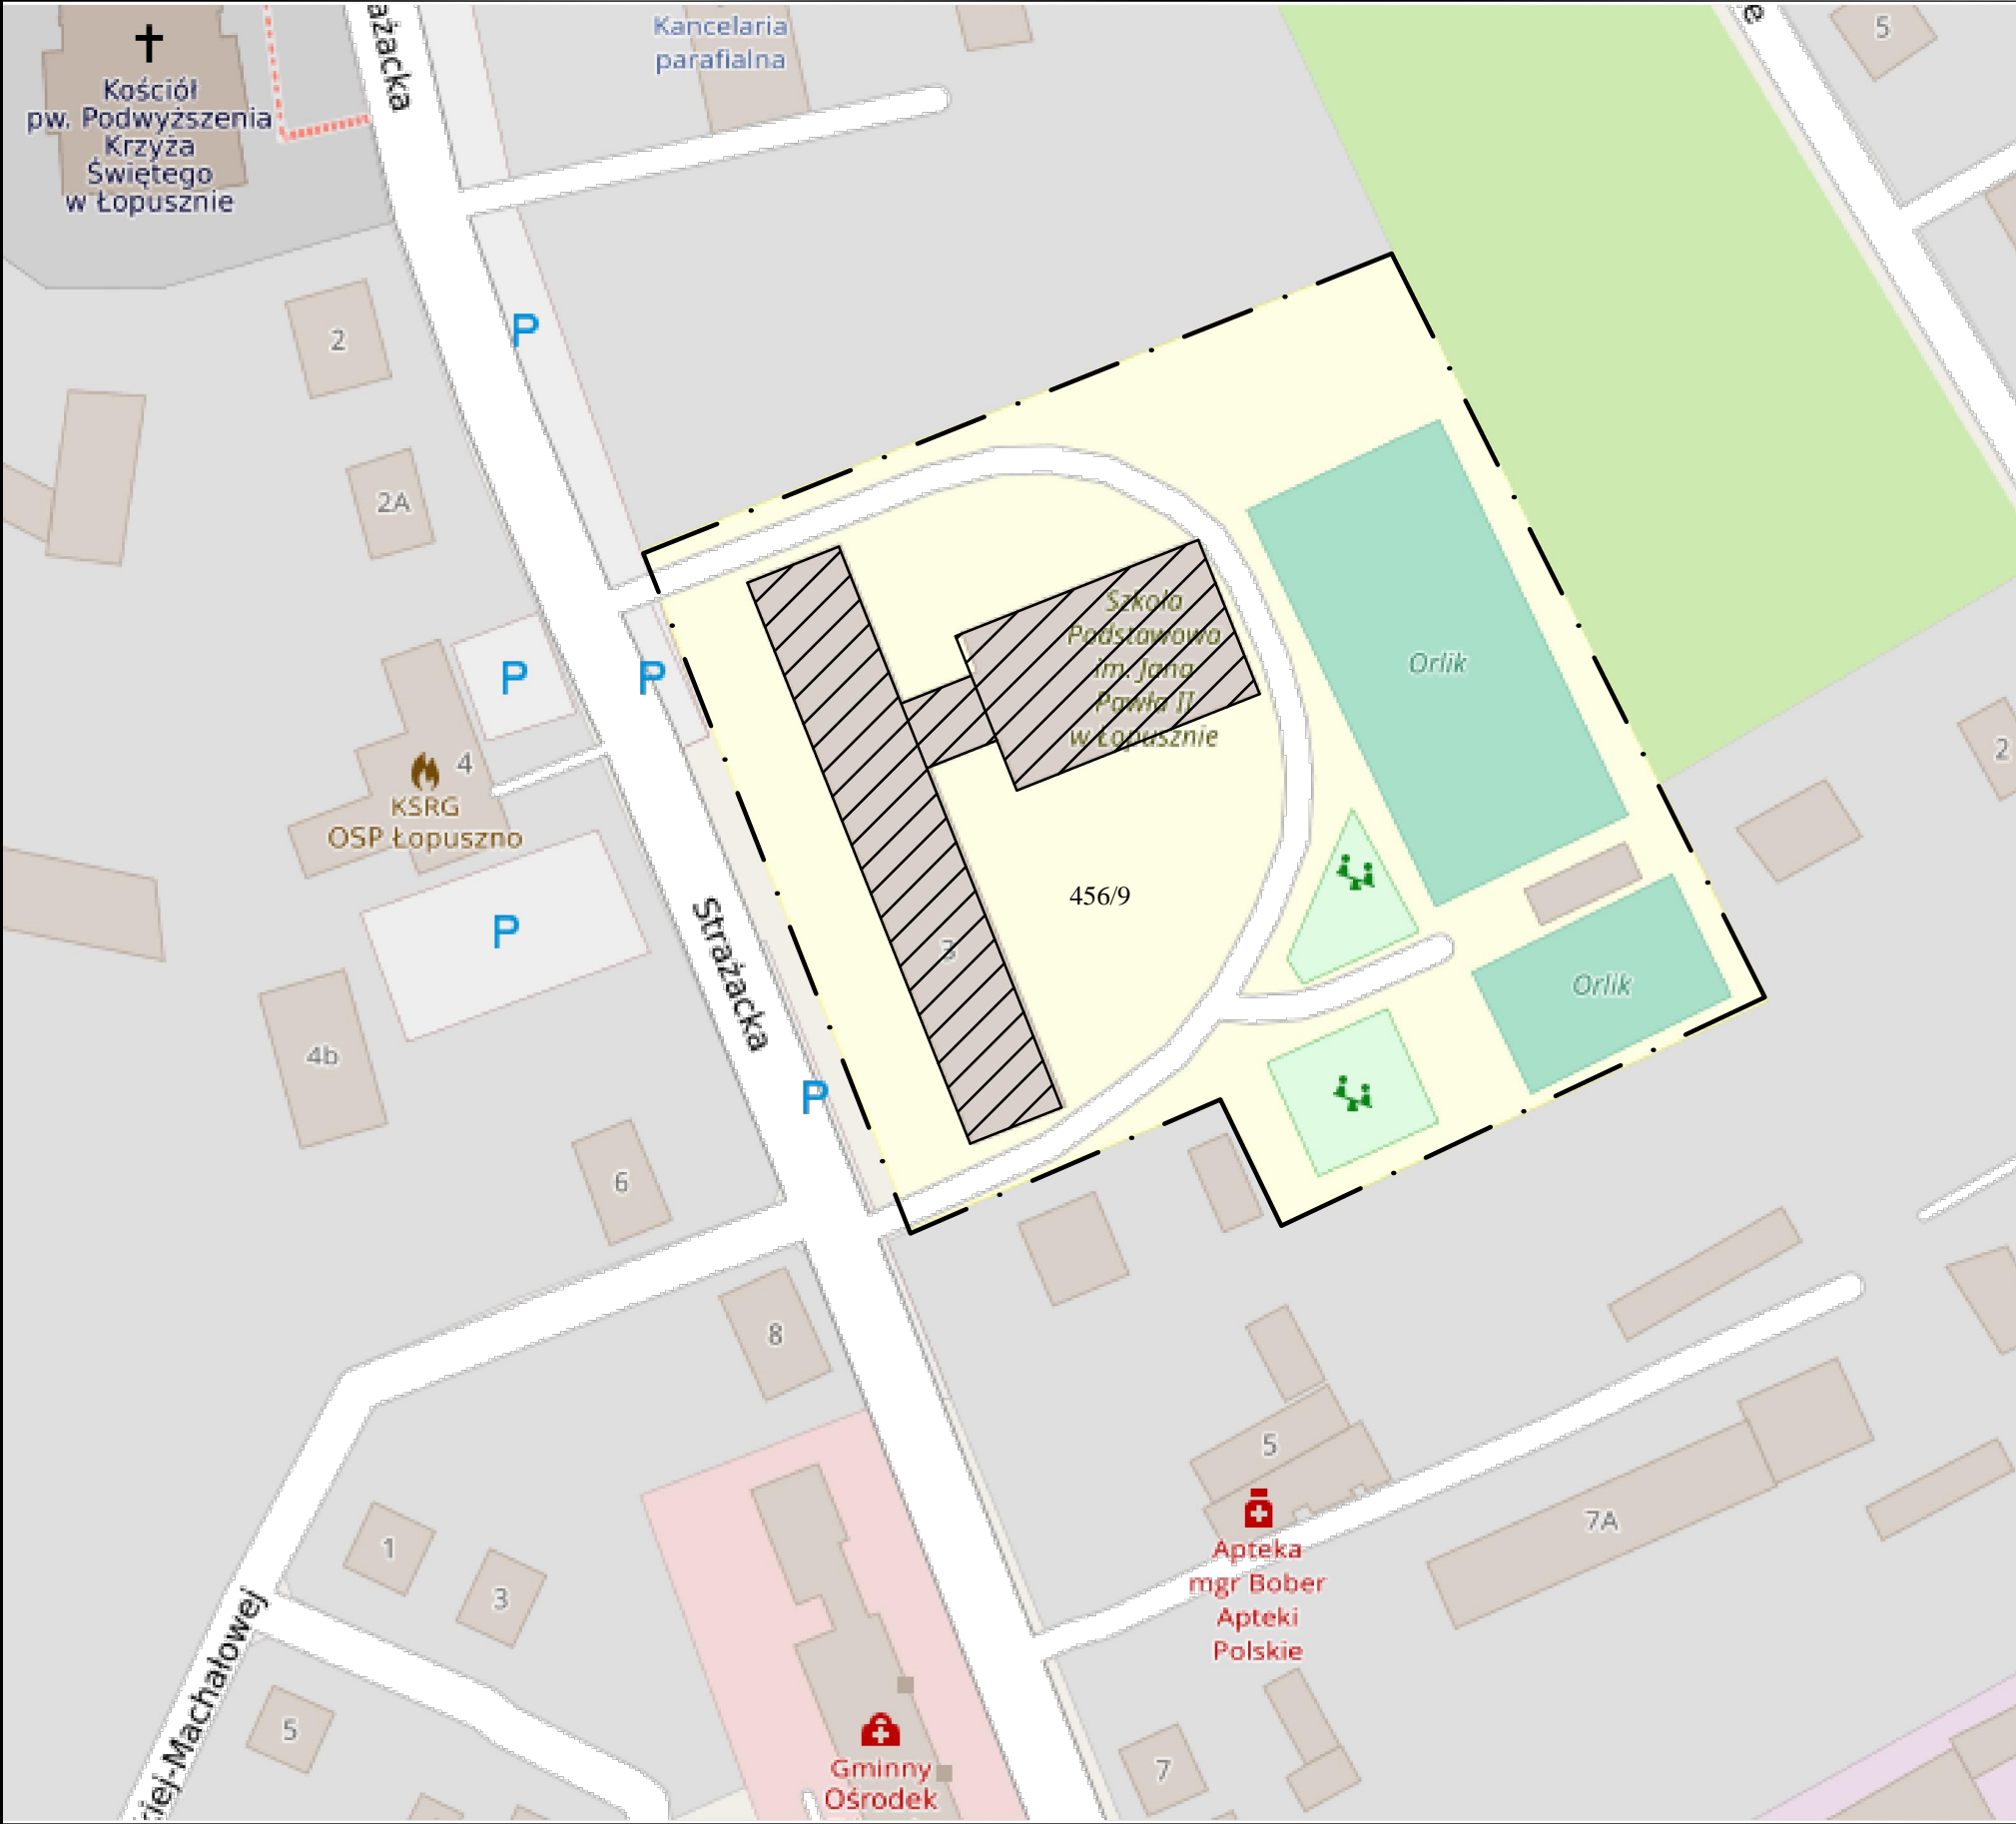 ażacka
Kancelaria
parafialna
e
5
Kościół
pw. Podwyższenia
Krzyża
Świętego
w Łopusznie
P
2
2A
Szkoła
Podstawowa
im. Jana
Pawła II
w Łopusznie
Orlik
P
P
4
KSRG
OSP Łopuszno
2
456/9
P
Strażacka
3
Orlik
4b
P
6
8
5
Apteka
mgr Bober
Apteki
Polskie
7A
1
3
kiej-Machałowej
5
7
Gminny
Ośrodek